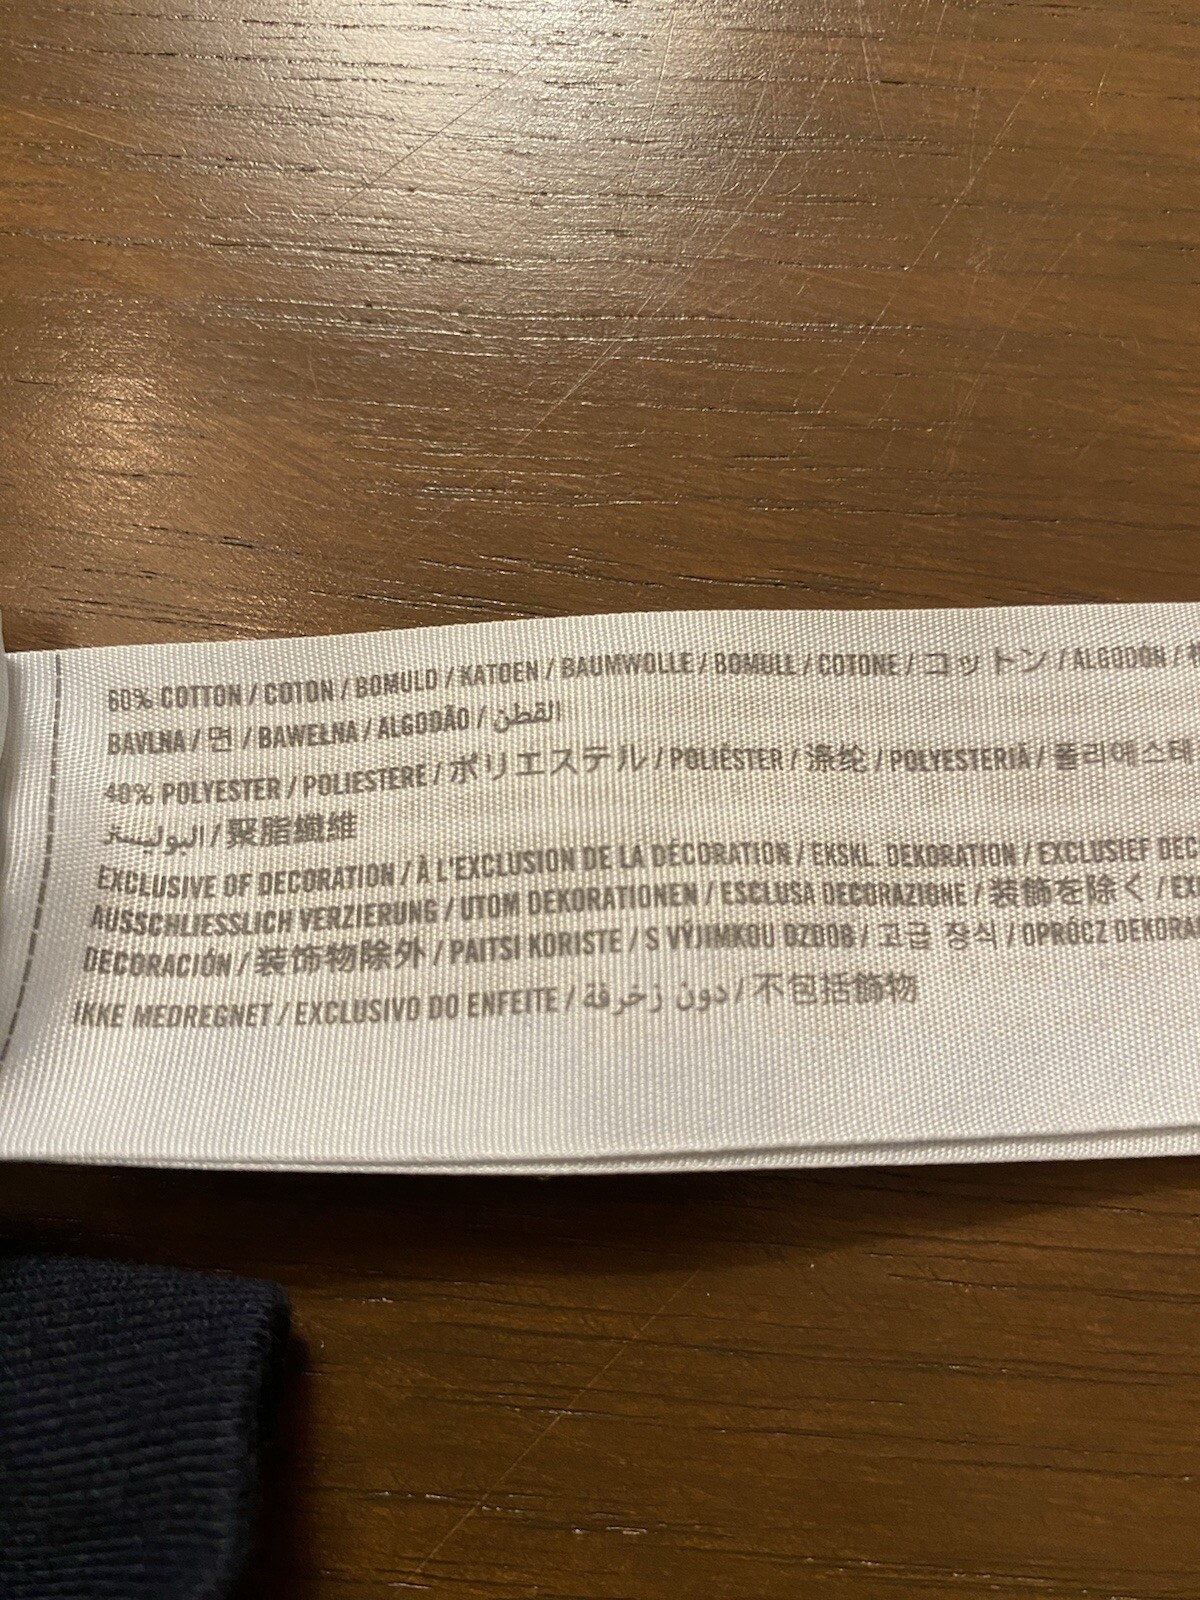 60% COTTON / COTON / BOMULD / KATOEN / BAUMWOLLE / BOMULL / COTONE / コットン / ALGODÓN /
BAVLNA / 면 / BAWEŁNA / ALGODÃO / القطن
40% POLYESTER / POLIESTERE / ポリエステル / POLIÉSTER / 涤纶 / POLYESTERIÄ / 폴리에스테
البوليستر / 聚脂纖維
EXCLUSIVE OF DECORATION / À L'EXCLUSION DE LA DÉCORATION / EKSKL. DEKORATION / EXCLUSIEF DEC
AUSSCHLIESSLICH VERZIERUNG / UTOM DEKORATIONEN / ESCLUSA DECORAZIONE / 装飾を除く / EX
DECORACIÓN / 装饰物除外 / PAITSI KORISTE / S VÝJIMKOU OZDOB / 고급 장식 / OPRÓCZ DEKORA
IKKE MEDREGNET / EXCLUSIVO DO ENFEITE / دون زخرفة / 不包括飾物